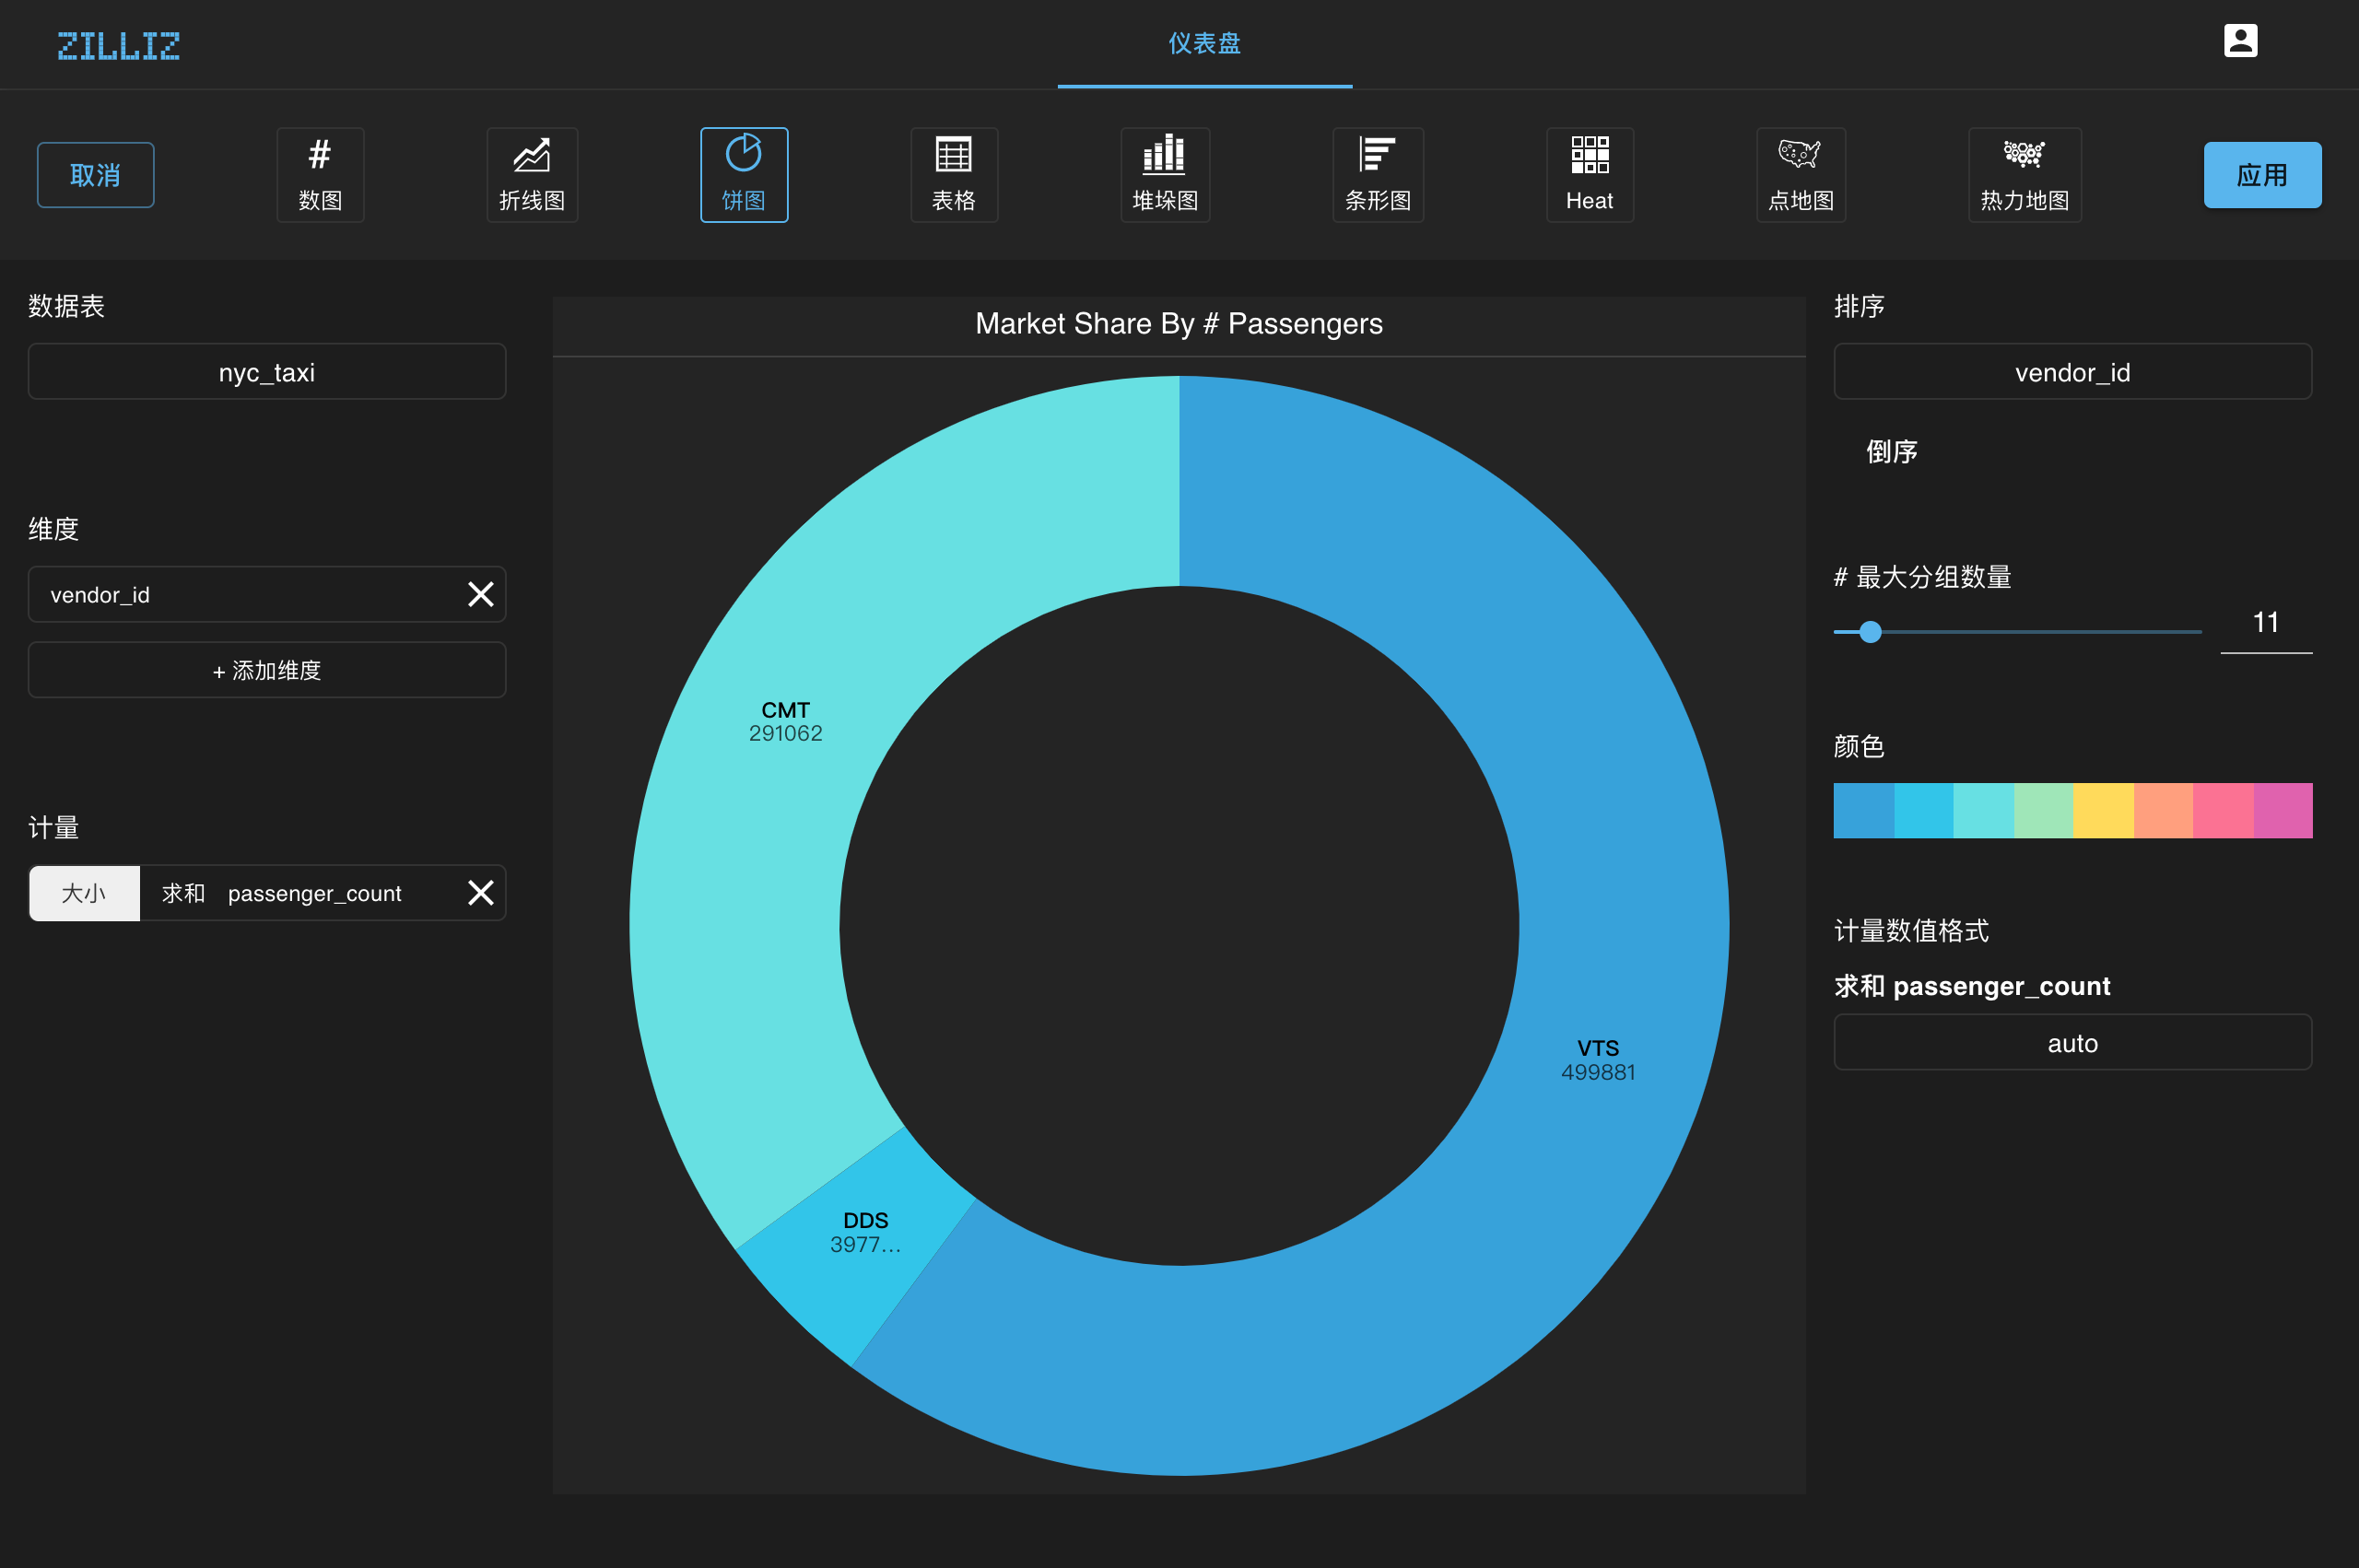 ZILLIZ
仪表盘
取消
数图
折线图
饼图
表格
堆垛图
条形图
Heat
点地图
热力地图
应用
数据表
nyc_taxi
维度
vendor_id
+ 添加维度
计量
大小 求和 passenger_count
Market Share By # Passengers
CMT
291062
VTS
499881
DDS
3977...
排序
vendor_id
倒序
# 最大分组数量
11
颜色
计量数值格式
求和 passenger_count
auto